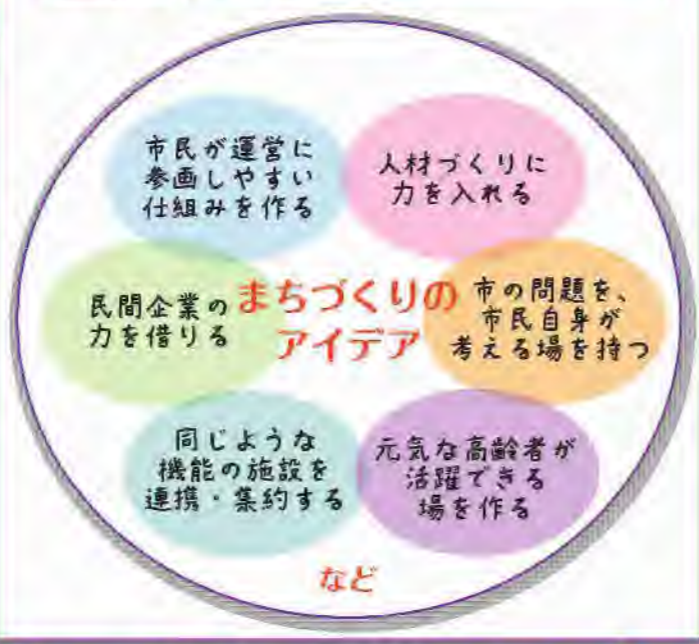 市民が運営に
参画しやすい
仕組みを作る
人材づくりに
力を入れる
民間企業の
力を借りる
まちづくりの
アイデア
市の問題を、
市民自身が
考える場を持つ
同じような
機能の施設を
連携・集約する
元気な高齢者が
活躍できる
場を作る
など